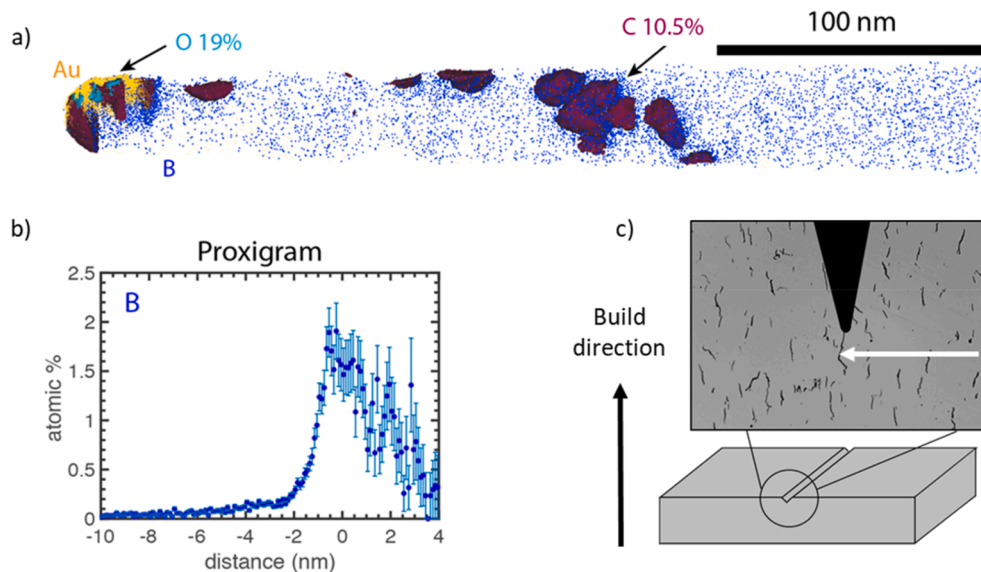 a)
O 19%
C 10.5%
100 nm
Au
B
b)
Proxigram
c)
2.5
B
2
1.5
1
0.5
0
atomic %
-10
-8
-6
-4
-2
0
2
4
distance (nm)
Build
direction